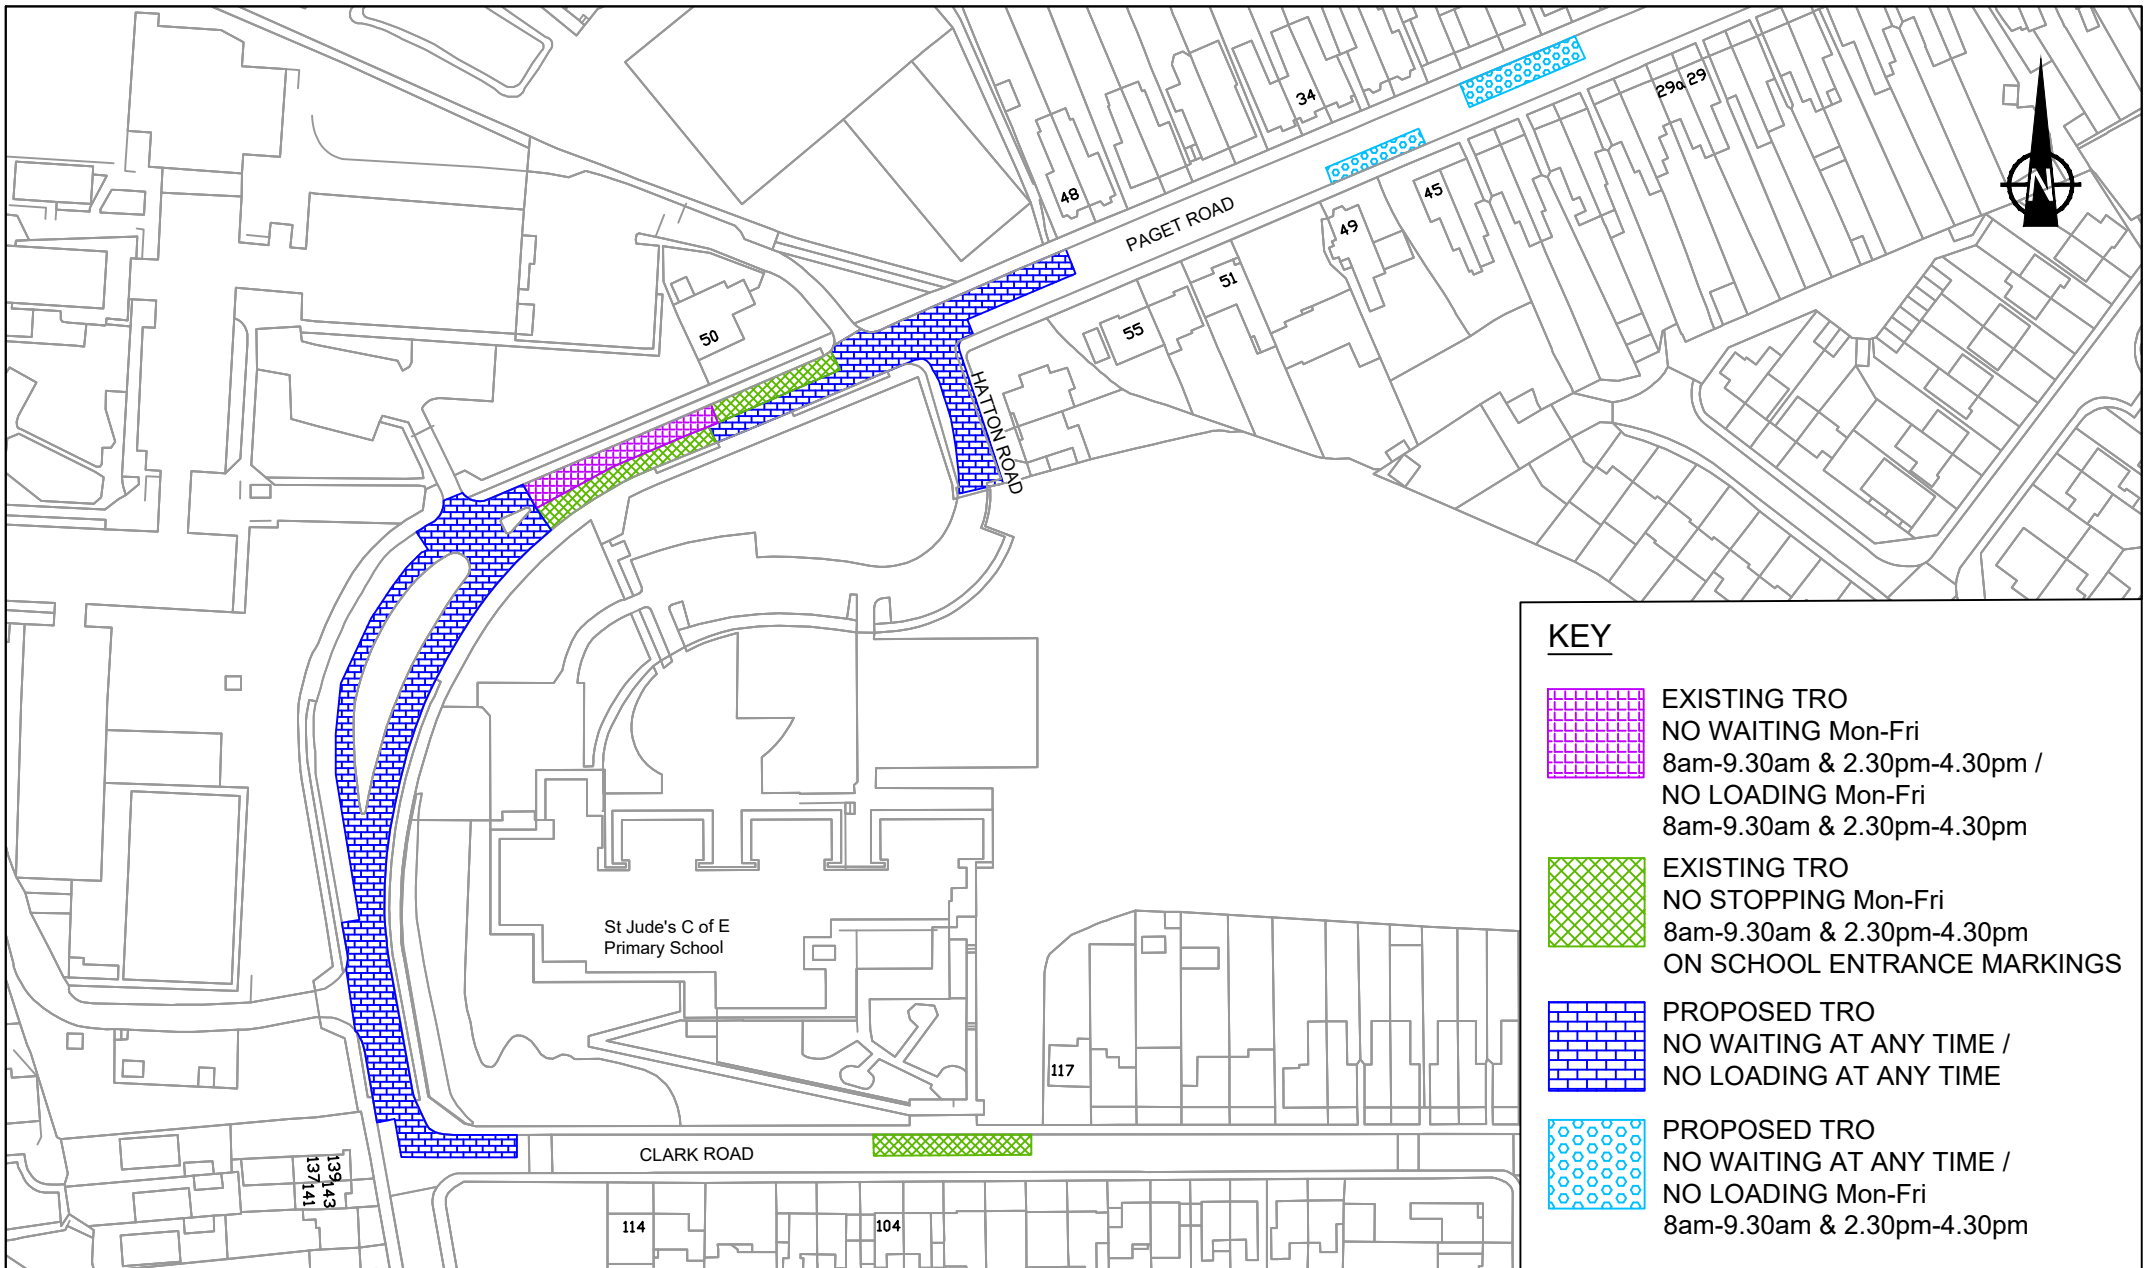 34
29a 29
48
PAGET ROAD
49
45
N
50
55
51
HATTON ROAD
St Jude's C of E
Primary School
117
CLARK ROAD
137
139
141
143
114
104
KEY
EXISTING TRO
NO WAITING Mon-Fri
8am-9.30am & 2.30pm-4.30pm /
NO LOADING Mon-Fri
8am-9.30am & 2.30pm-4.30pm
EXISTING TRO
NO STOPPING Mon-Fri
8am-9.30am & 2.30pm-4.30pm
ON SCHOOL ENTRANCE MARKINGS
PROPOSED TRO
NO WAITING AT ANY TIME /
NO LOADING AT ANY TIME
PROPOSED TRO
NO WAITING AT ANY TIME /
NO LOADING Mon-Fri
8am-9.30am & 2.30pm-4.30pm